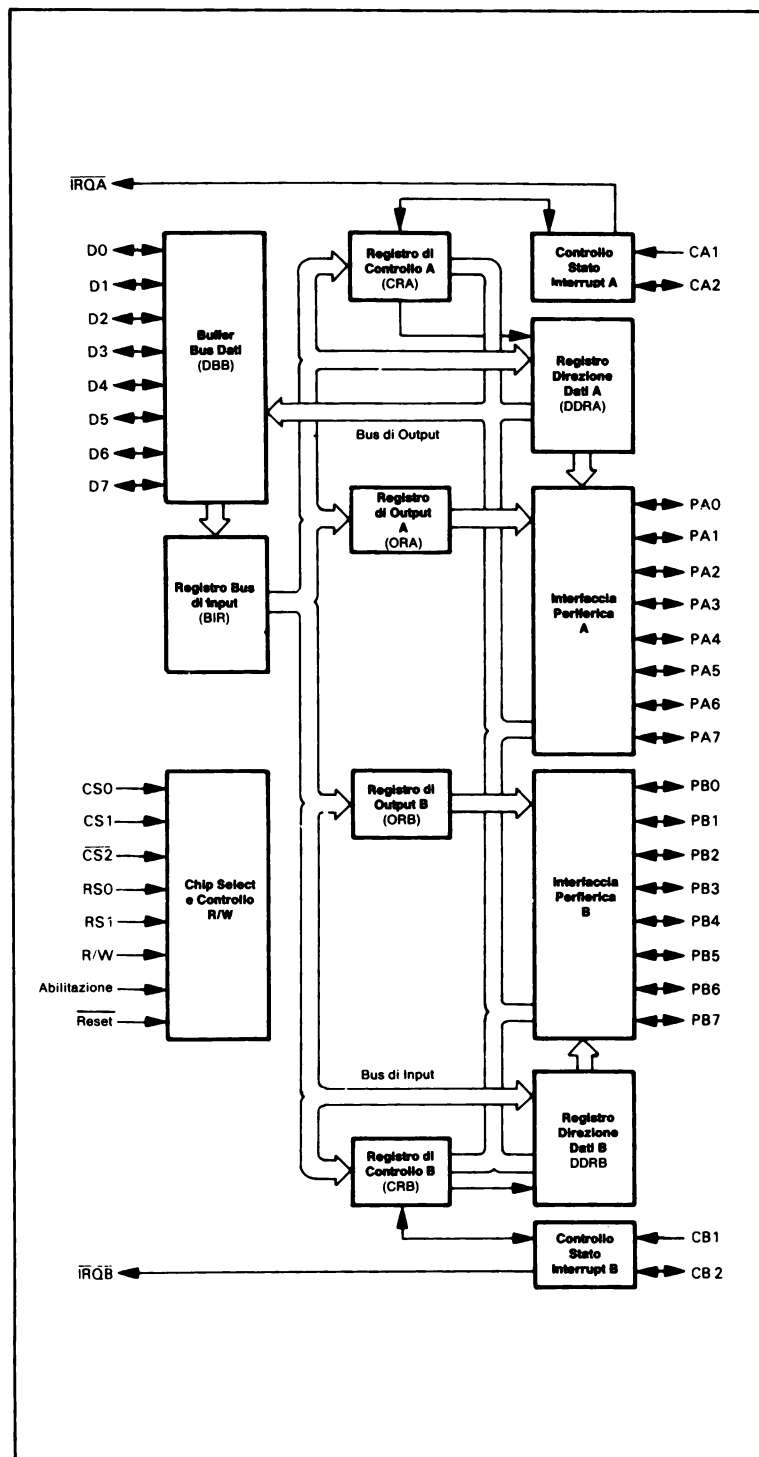 IRQA
D0
D1
D2
D3
D4
D5
D6
D7
Buffer
Bus Dati
(DBB)
Registro di
Controllo A
(CRA)
Controllo
Stato
Interrupt A
CA1
CA2
Registro
Direzione
Dati A
(DDRA)
Bus di Output
Registro
di Output
A
(ORA)
Registro Bus
di Input
(BIR)
Interfaccia
Periferica
A
PA0
PA1
PA2
PA3
PA4
PA5
PA6
PA7
CS0
CS1
CS2
RS0
RS1
R/W
Abilitazione
Reset
Chip Select
e Controllo
R/W
Registro di
Output B
(ORB)
Interfaccia
Periferica
B
PB0
PB1
PB2
PB3
PB4
PB5
PB6
PB7
Bus di Input
Registro
Direzione
Dati B
DDRB
Registro di
Controllo B
(CRB)
Controllo
Stato
Interrupt B
CB1
CB2
IRQB